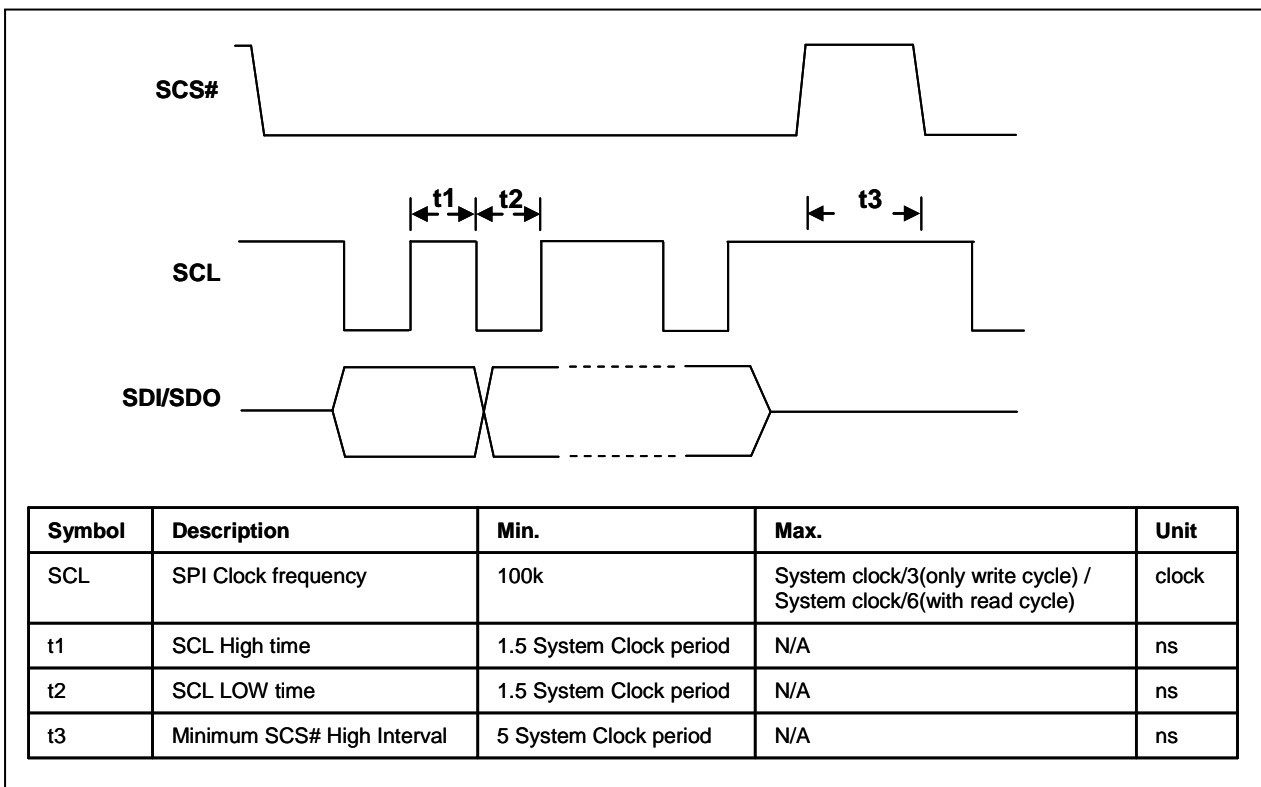 SCS#
t1 t2 t3
SCL
SDI/SDO
Symbol Description Min. Max. Unit
SCL SPI Clock frequency 100k System clock/3(only write cycle) / clock
System clock/6(with read cycle)
t1 SCL High time 1.5 System Clock period N/A ns
t2 SCL LOW time 1.5 System Clock period N/A ns
t3 Minimum SCS# High Interval 5 System Clock period N/A ns